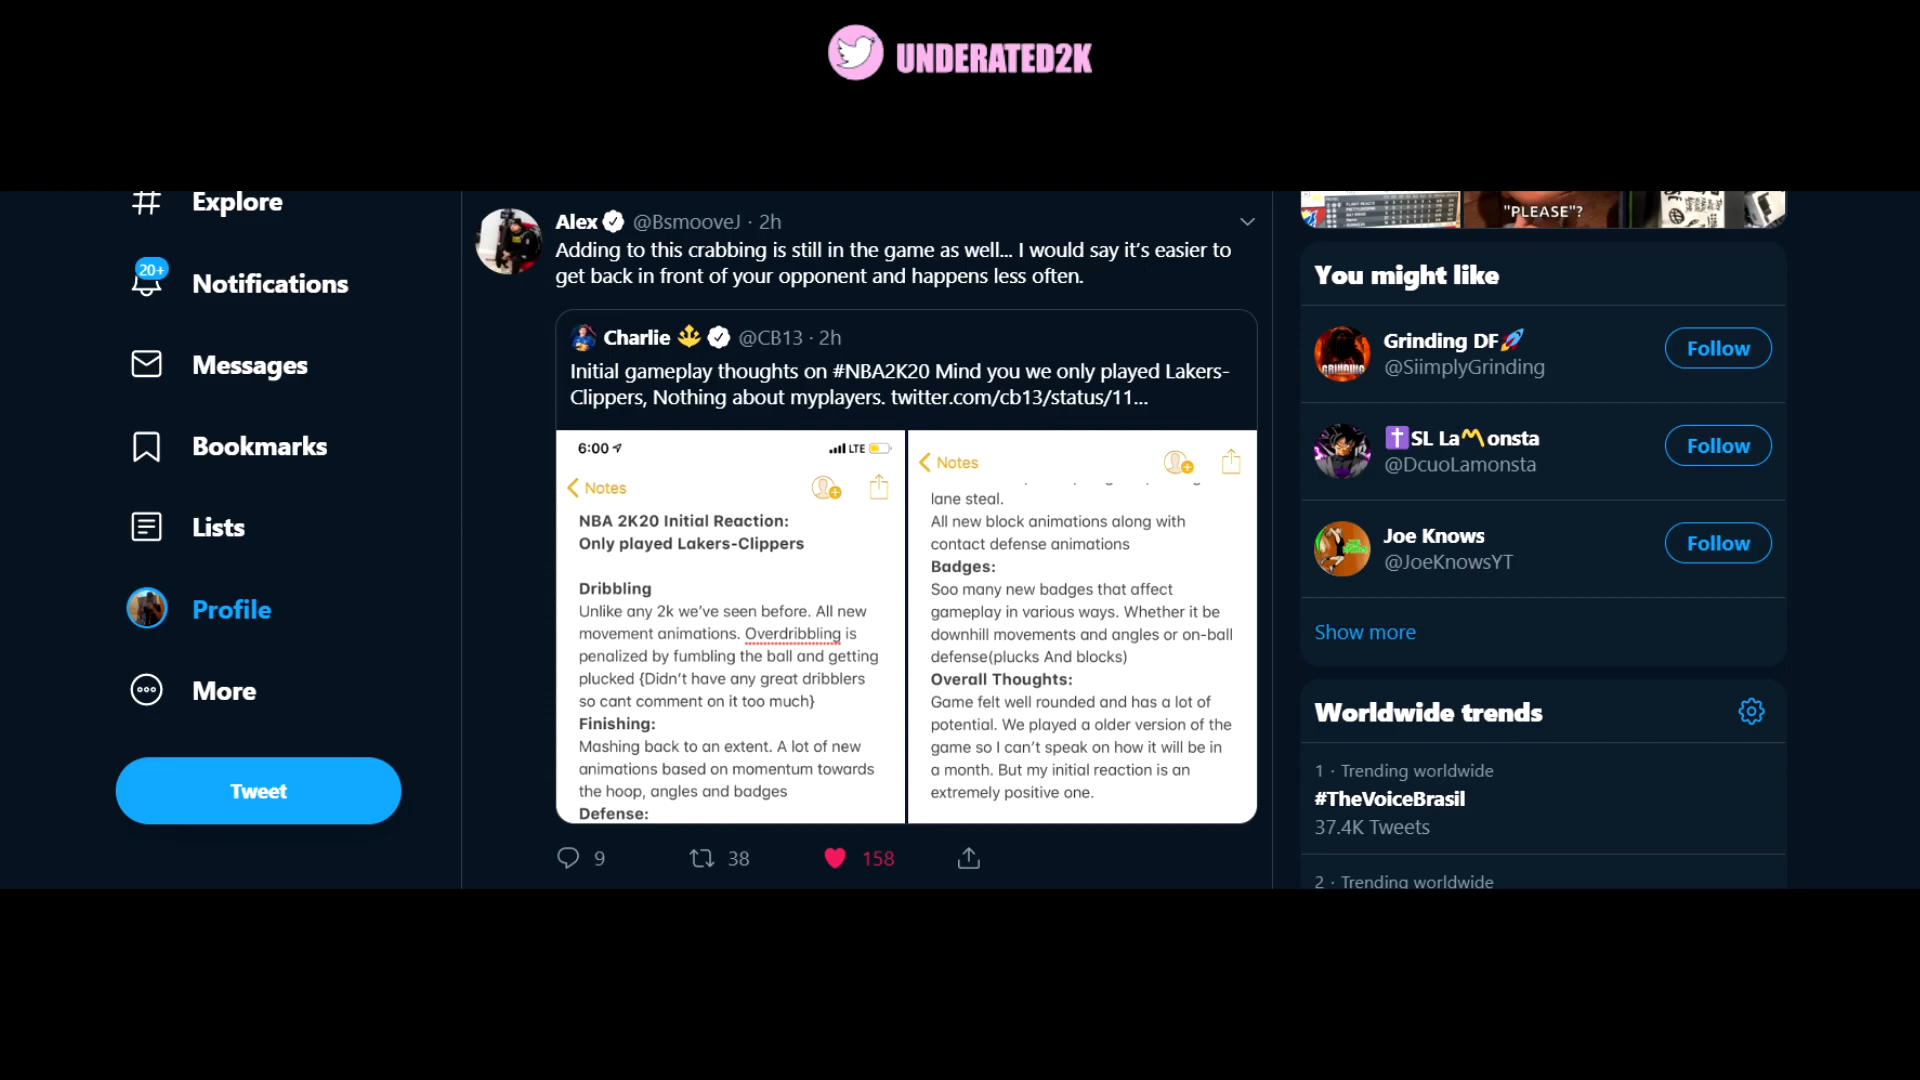 UNDERATED2K
Explore
20+
Notifications
Messages
Bookmarks
Lists
Profile
More
Tweet
Alex @BsmooveJ · 2h
Adding to this crabbing is still in the game as well... I would say it's easier to
get back in front of your opponent and happens less often.
Charlie @CB13 · 2h
Initial gameplay thoughts on #NBA2K20 Mind you we only played Lakers-
Clippers, Nothing about myplayers. twitter.com/cb13/status/11...
6:00
LTE
Notes
NBA 2K20 Initial Reaction:
Only played Lakers-Clippers
Dribbling
Unlike any 2k we've seen before. All new
movement animations. Overdribbling is
penalized by fumbling the ball and getting
plucked {Didn't have any great dribblers
so cant comment on it too much}
Finishing:
Mashing back to an extent. A lot of new
animations based on momentum towards
the hoop, angles and badges
Defense:
Notes
lane steal.
All new block animations along with
contact defense animations
Badges:
Soo many new badges that affect
gameplay in various ways. Whether it be
downhill movements and angles or on-ball
defense(plucks And blocks)
Overall Thoughts:
Game felt well rounded and has a lot of
potential. We played a older version of the
game so I can't speak on how it will be in
a month. But my initial reaction is an
extremely positive one.
9
38
158
"PLEASE"?
You might like
GRINDING
Grinding DF
@SiimplyGrinding
Follow
SL La onsta
@DcuoLamonsta
Follow
Joe Knows
@JoeKnowsYT
Follow
Show more
Worldwide trends
1 · Trending worldwide
#TheVoiceBrasil
37.4K Tweets
2 · Trending worldwide